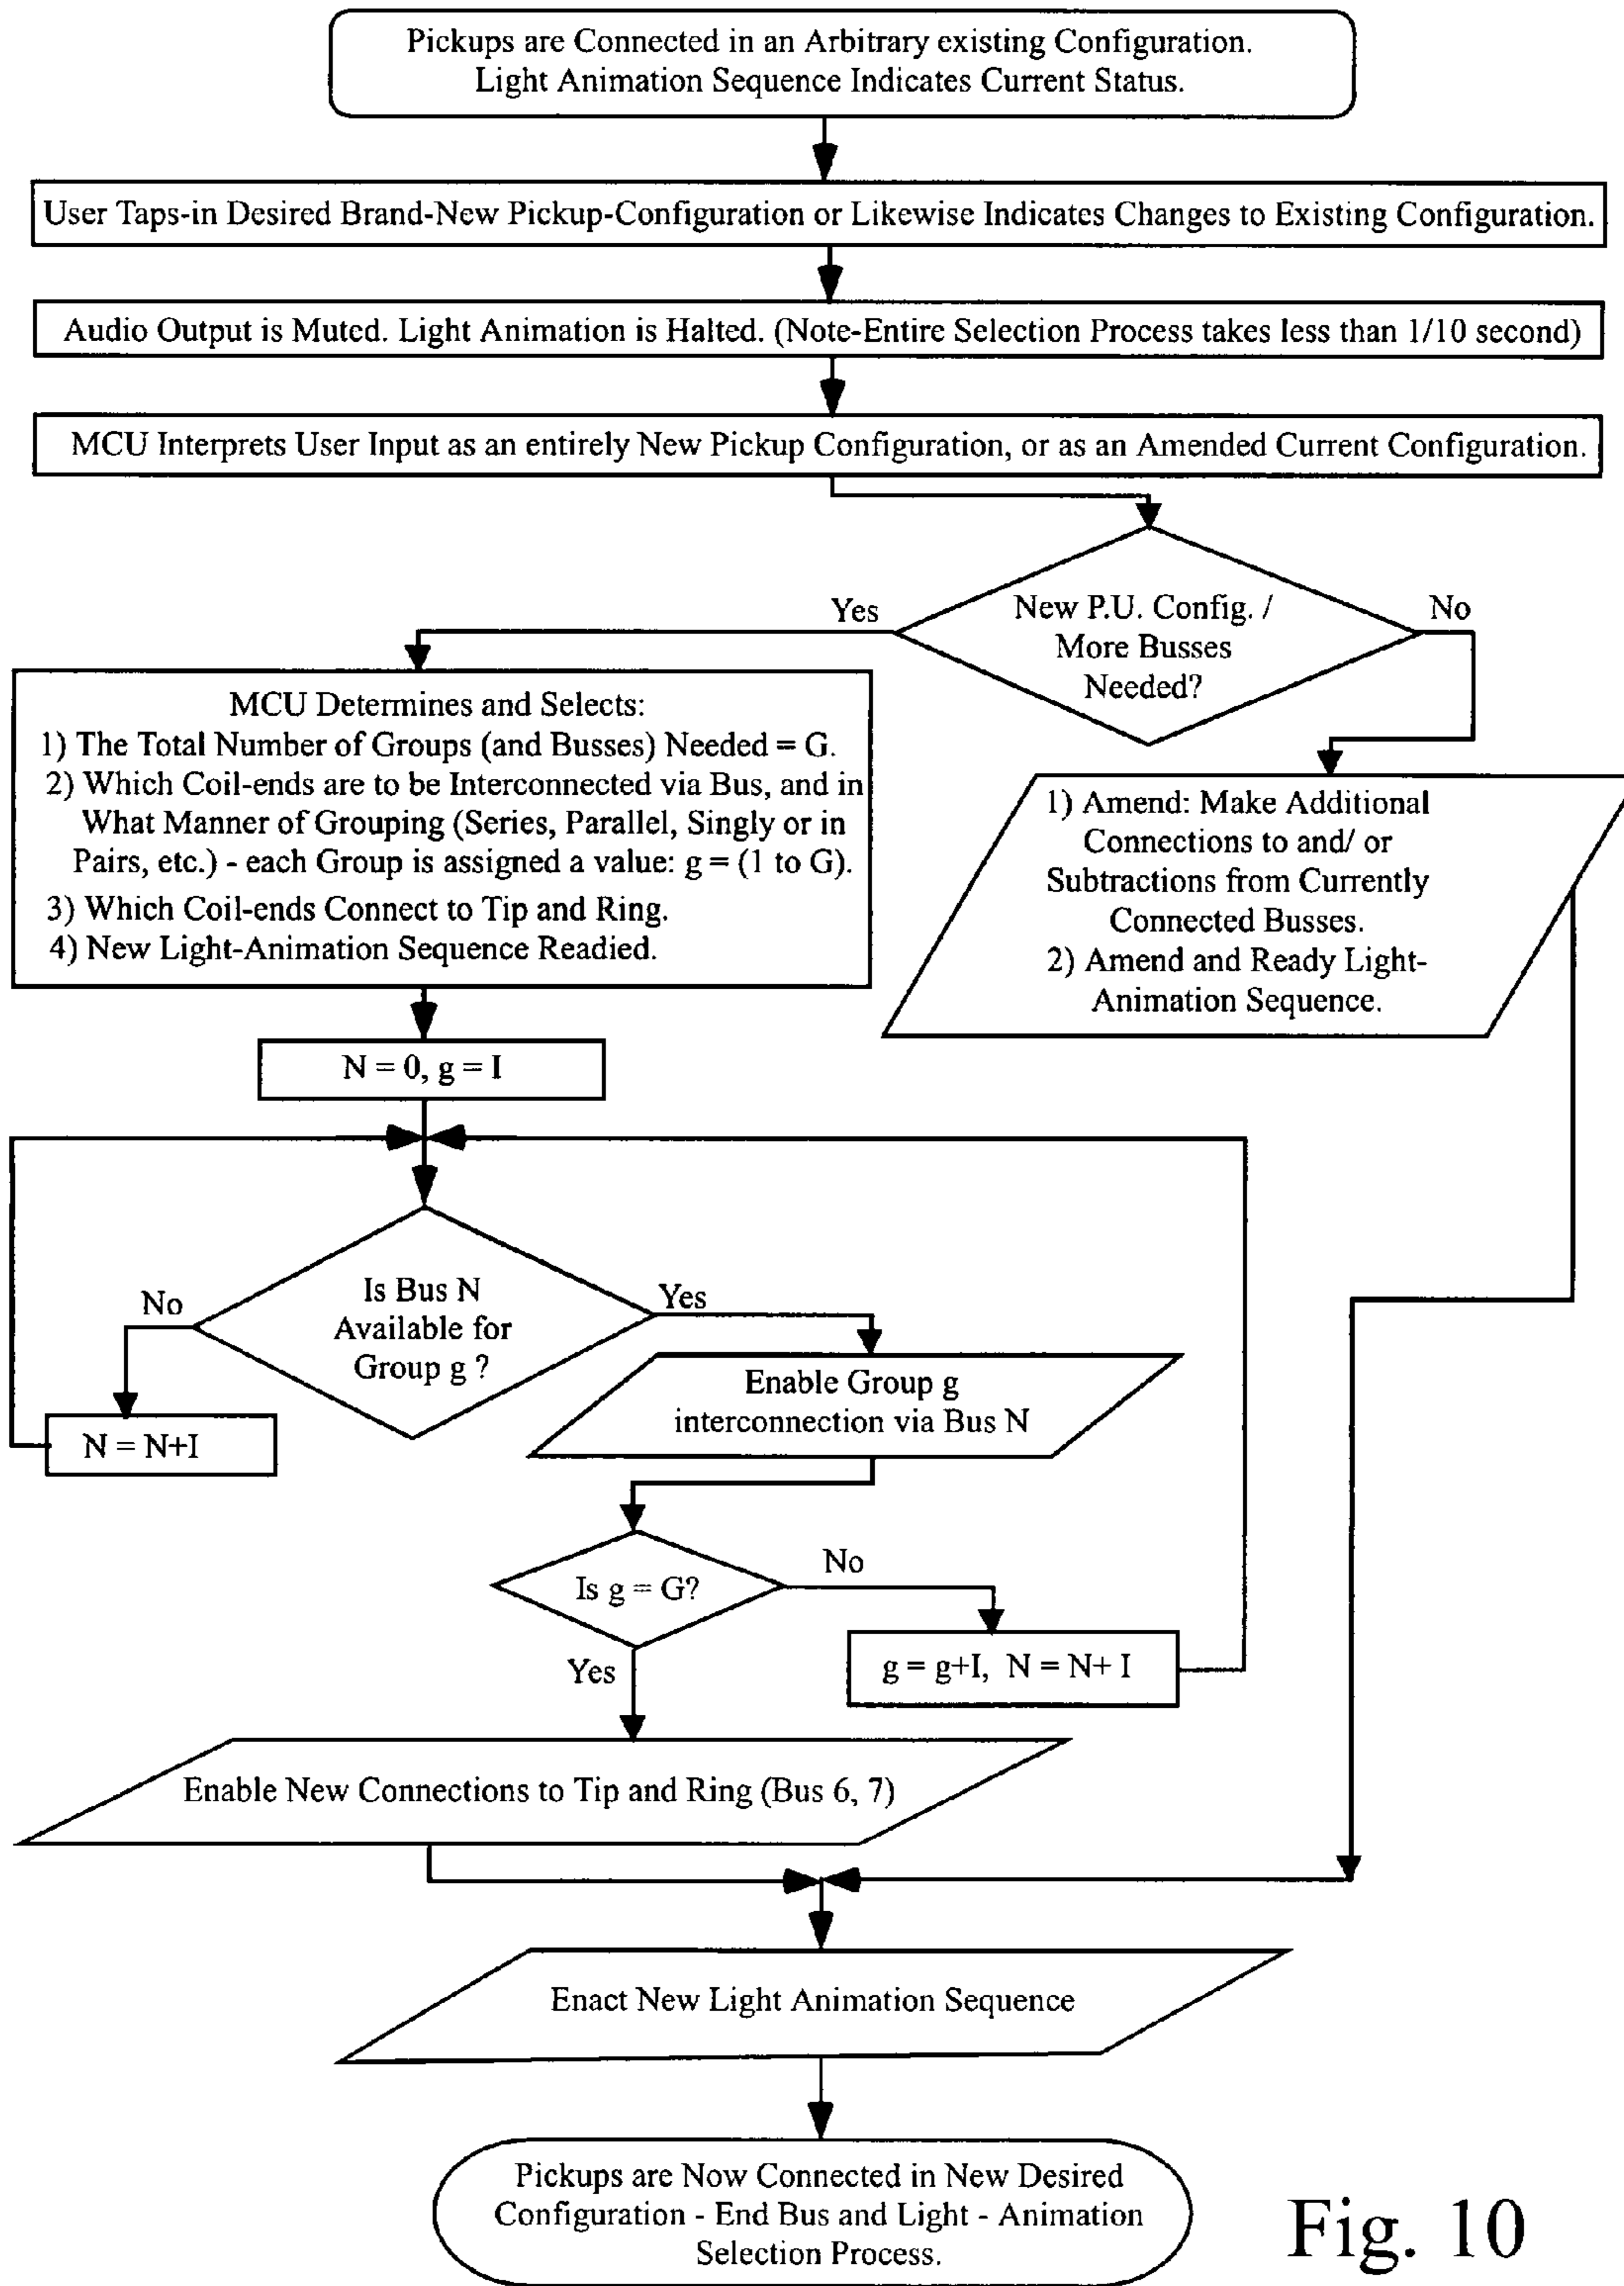 Pickups are Connected in an Arbitrary existing Configuration.
Light Animation Sequence Indicates Current Status.
User Taps-in Desired Brand-New Pickup-Configuration or Likewise Indicates Changes to Existing Configuration.
Audio Output is Muted. Light Animation is Halted. (Note-Entire Selection Process takes less than 1/10 second)
MCU Interprets User Input as an entirely New Pickup Configuration, or as an Amended Current Configuration.
New P.U. Config. /
More Busses
Needed?
Yes
No
MCU Determines and Selects:
1) The Total Number of Groups (and Busses) Needed = G.
2) Which Coil-ends are to be Interconnected via Bus, and in
What Manner of Grouping (Series, Parallel, Singly or in
Pairs, etc.) - each Group is assigned a value: g = (1 to G).
3) Which Coil-ends Connect to Tip and Ring.
4) New Light-Animation Sequence Readied.
1) Amend: Make Additional
Connections to and/ or
Subtractions from Currently
Connected Busses.
2) Amend and Ready Light-
Animation Sequence.
N = 0, g = I
Is Bus N
Available for
Group g ?
No
Yes
N = N+I
Enable Group g
interconnection via Bus N
Is g = G?
No
Yes
g = g+I, N = N+ I
Enable New Connections to Tip and Ring (Bus 6, 7)
Enact New Light Animation Sequence
Pickups are Now Connected in New Desired
Configuration - End Bus and Light - Animation
Selection Process.
Fig. 10